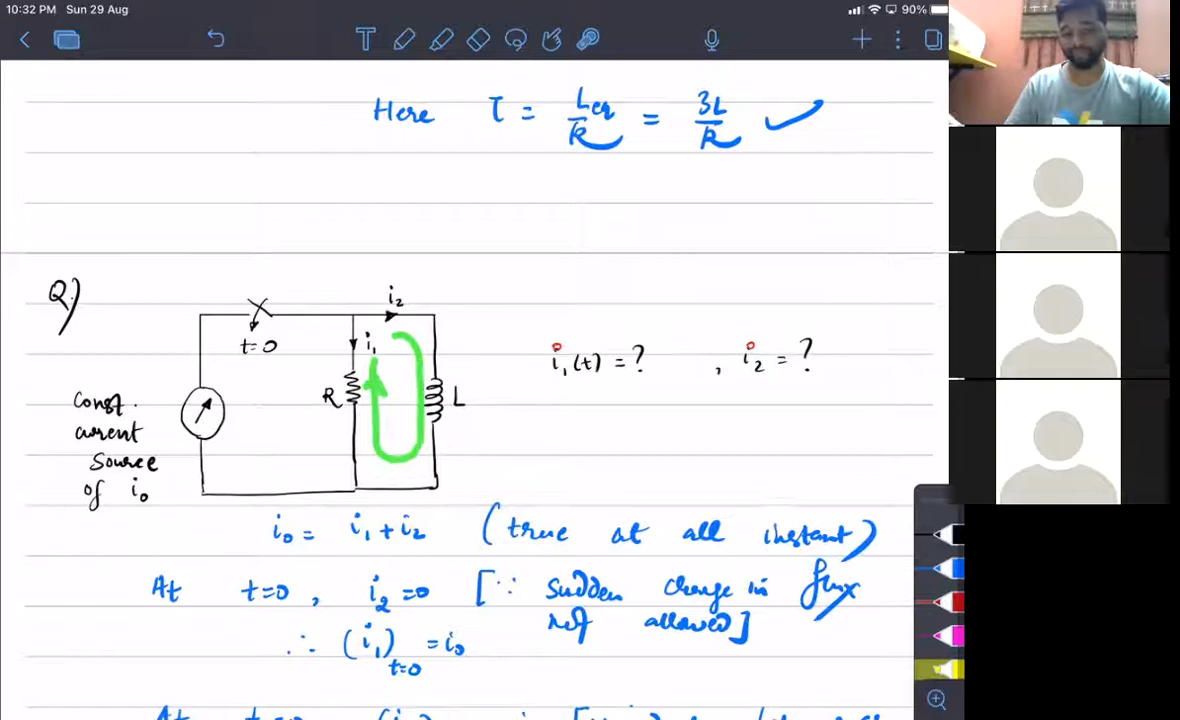 10:32 PM Sun 29 Aug
90%
Here τ = Leq/R = 3L/R
Q)
i₂
t=0
i₁
i₁(t) = ? , i₂ = ?
R
L
Const.
current
Source
of i₀
i₀ = i₁ + i₂ (true at all instant)
At t=0, i₂ = 0 [∵ sudden change in flux
not allowed]
∴ (i₁)t=0 = i₀
At